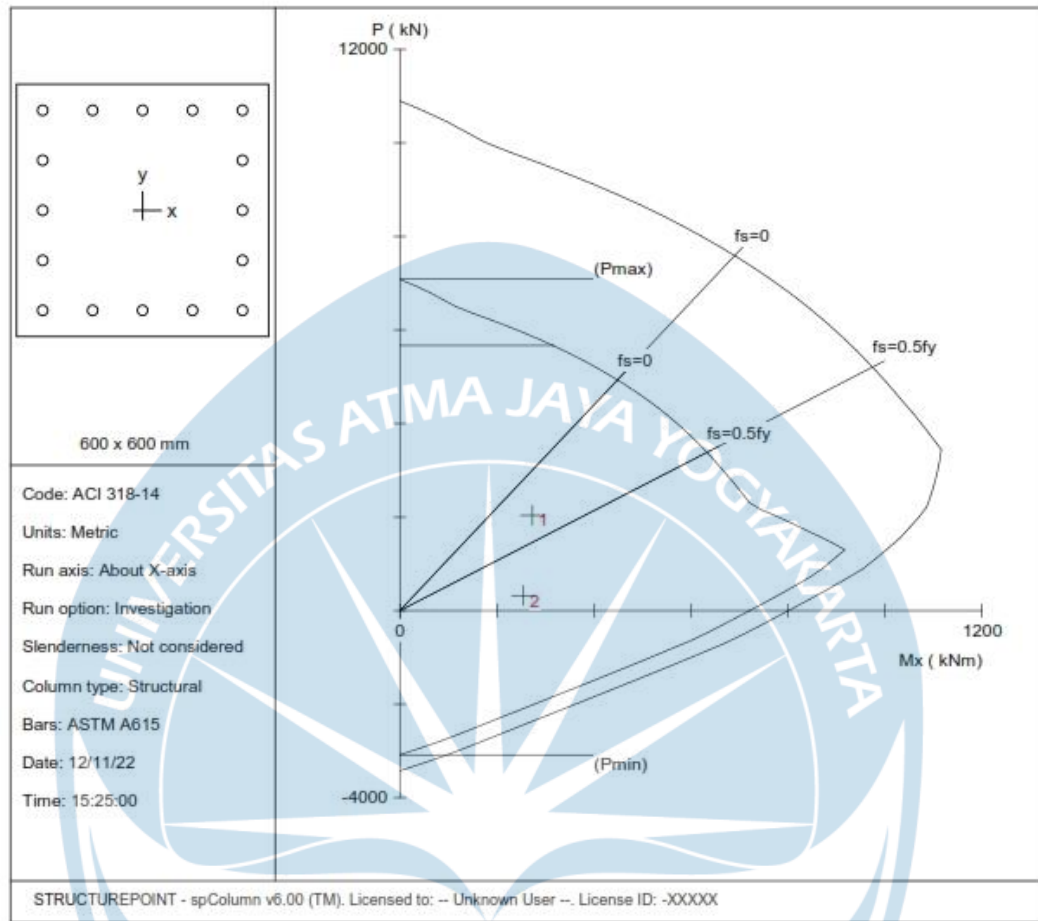 P ( kN)
12000
y
x
fs=0
(Pmax)
fs=0
fs=0.5fy
fs=0.5fy
600 x 600 mm
Code: ACI 318-14
Units: Metric
Run axis: About X-axis
Run option: Investigation
Slenderness: Not considered
Column type: Structural
Bars: ASTM A615
Date: 12/11/22
Time: 15:25:00
1
2
0
1200
Mx ( kNm)
(Pmin)
-4000
UNIVERSITAS ATMA JAYA YOGYAKARTA
STRUCTUREPOINT - spColumn v6.00 (TM). Licensed to: -- Unknown User --. License ID: -XXXXX